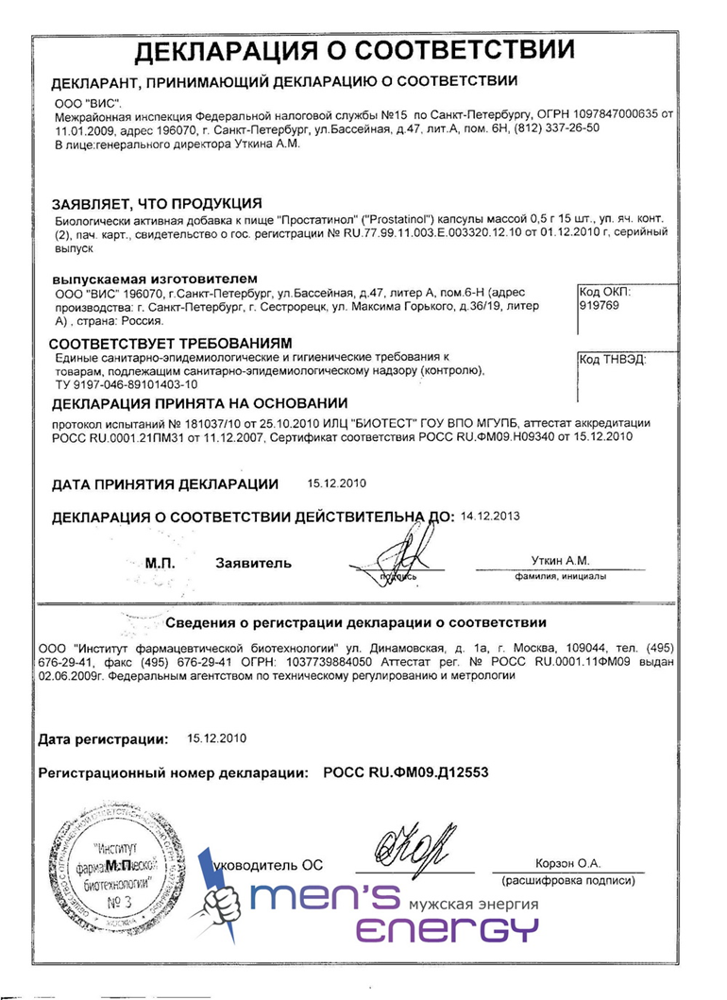 ДЕКЛАРАЦИЯ О СООТВЕТСТВИИ
ДЕКЛАРАНТ, ПРИНИМАЮЩИЙ ДЕКЛАРАЦИЮ О СООТВЕТСТВИИ
ООО "ВИС".
Межрайонная инспекция Федеральной налоговой службы №15 по Санкт-Петербургу, ОГРН 1097847000635 от
11.01.2009, адрес 196070, г. Санкт-Петербург, ул.Бассейная, д.47, лит.А, пом. 6Н, (812) 337-26-50
В лице:генерального директора Уткина А.М.
ЗАЯВЛЯЕТ, ЧТО ПРОДУКЦИЯ
Биологически активная добавка к пище "Простатинол" ("Prostatinol") капсулы массой 0,5 г 15 шт., уп. яч. конт.
(2), пач. карт., свидетельство о гос. регистрации № RU.77.99.11.003.Е.003320.12.10 от 01.12.2010 г, серийный
выпуск
выпускаемая изготовителем
ООО "ВИС" 196070, г.Санкт-Петербург, ул.Бассейная, д.47, литер А, пом.6-Н (адрес
производства: г. Санкт-Петербург, г. Сестрорецк, ул. Максима Горького, д.36/19, литер
А) , страна: Россия.
Код ОКП:
919769
СООТВЕТСТВУЕТ ТРЕБОВАНИЯМ
Единые санитарно-эпидемиологические и гигиенические требования к
товарам, подлежащим санитарно-эпидемиологическому надзору (контролю),
ТУ 9197-046-89101403-10
Код ТНВЭД:
ДЕКЛАРАЦИЯ ПРИНЯТА НА ОСНОВАНИИ
протокол испытаний № 181037/10 от 25.10.2010 ИЛЦ "БИОТЕСТ" ГОУ ВПО МГУПБ, аттестат аккредитации
РОСС RU.0001.21ПМ31 от 11.12.2007, Сертификат соответствия РОСС RU.ФМ09.Н09340 от 15.12.2010
ДАТА ПРИНЯТИЯ ДЕКЛАРАЦИИ 15.12.2010
ДЕКЛАРАЦИЯ О СООТВЕТСТВИИ ДЕЙСТВИТЕЛЬНА ДО: 14.12.2013
М.П. Заявитель Уткин А.М.
подпись фамилия, инициалы
Сведения о регистрации декларации о соответствии
ООО "Институт фармацевтической биотехнологии" ул. Динамовская, д. 1а, г. Москва, 109044, тел. (495)
676-29-41, факс (495) 676-29-41 ОГРН: 1037739884050 Аттестат рег. № РОСС RU.0001.11ФМ09 выдан
02.06.2009г. Федеральным агентством по техническому регулированию и метрологии
Дата регистрации: 15.12.2010
Регистрационный номер декларации: РОСС RU.ФМ09.Д12553
"Институт
М.П.
биотехнологии"
№ 3
МОСКВА
уководитель ОС Корзон О.А.
(расшифровка подписи)
men's мужская энергия
energy